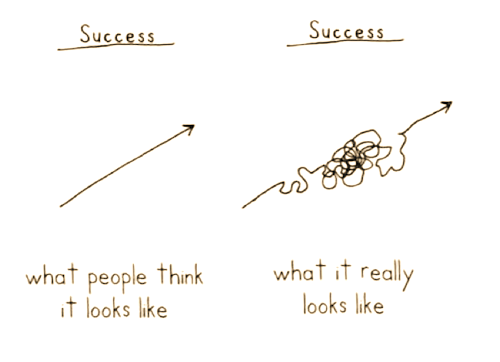 Success
what people think
it looks like
Success
what it really
looks like